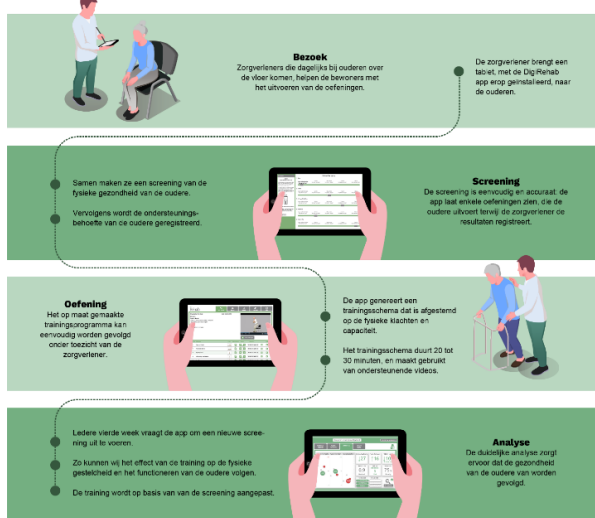 Bezoek
Zorgverleners die dagelijks bij ouderen over
de vloer komen, helpen de bewoners met
het uitvoeren van de oefeningen.
De zorgverlener brengt een
tablet, met de DigiRehab
app erop geïnstalleerd, naar
de ouderen.
Samen maken ze een screening van de
fysieke gezondheid van de oudere.
Vervolgens wordt de ondersteunings-
behoefte van de oudere geregistreerd.
Screening
De screening is eenvoudig en accuraat: de
app laat enkele oefeningen zien, die de
oudere uitvoert terwijl de zorgverlener de
resultaten registreert.
Oefening
Het op maat gemaakte
trainingsprogramma kan
eenvoudig worden gevolgd
onder toezicht van de
zorgverlener.
De app genereert een
trainingsschema dat is afgestemd
op de fysieke klachten en
capaciteit.
Het trainingsschema duurt 20 tot
30 minuten, en maakt gebruikt
van ondersteunende videos.
Iedere vierde week vraagt de app om een nieuwe scree-
ning uit te voeren.
Zo kunnen wij het effect van de training op de fysieke
gesteldheid en het functioneren van de oudere volgen.
De training wordt op basis van van de screening aangepast.
Analyse
De duidelijke analyse zorgt
ervoor dat de gezondheid
van de oudere van worden
gevolgd.